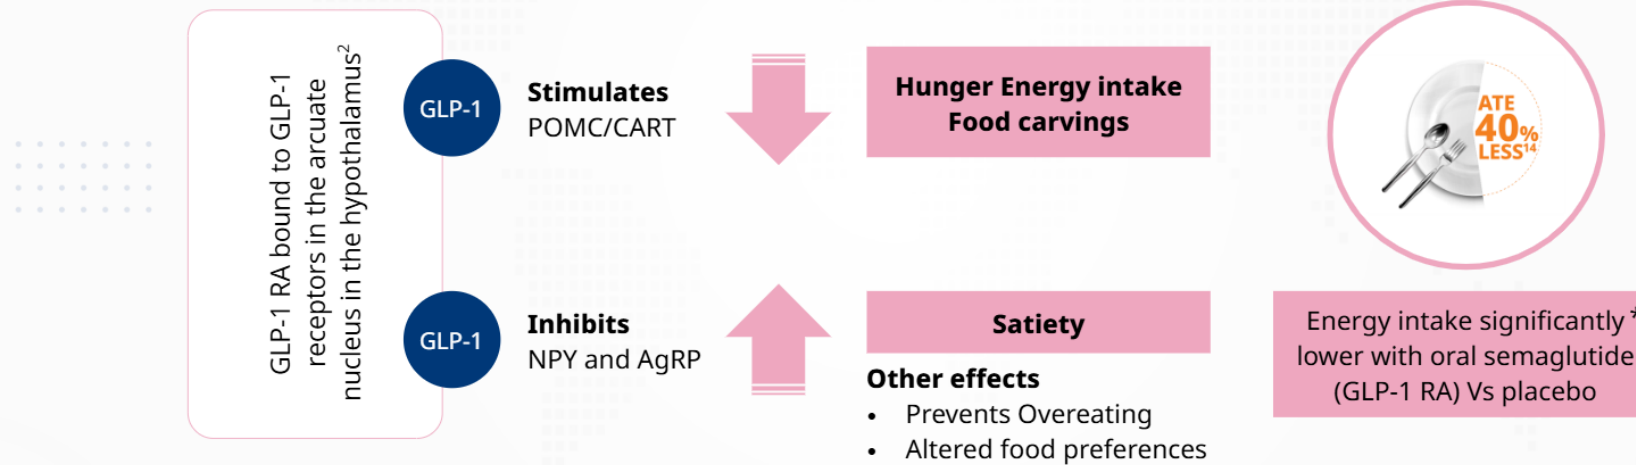 GLP-1 RA bound to GLP-1
receptors in the arcuate
nucleus in the hypothalamus²
GLP-1
Stimulates
POMC/CART
Hunger Energy intake
Food carvings
ATE
40%
LESS¹⁴
GLP-1
Inhibits
NPY and AgRP
Satiety
Other effects
• Prevents Overeating
• Altered food preferences
Energy intake significantly*
lower with oral semaglutide
(GLP-1 RA) Vs placebo